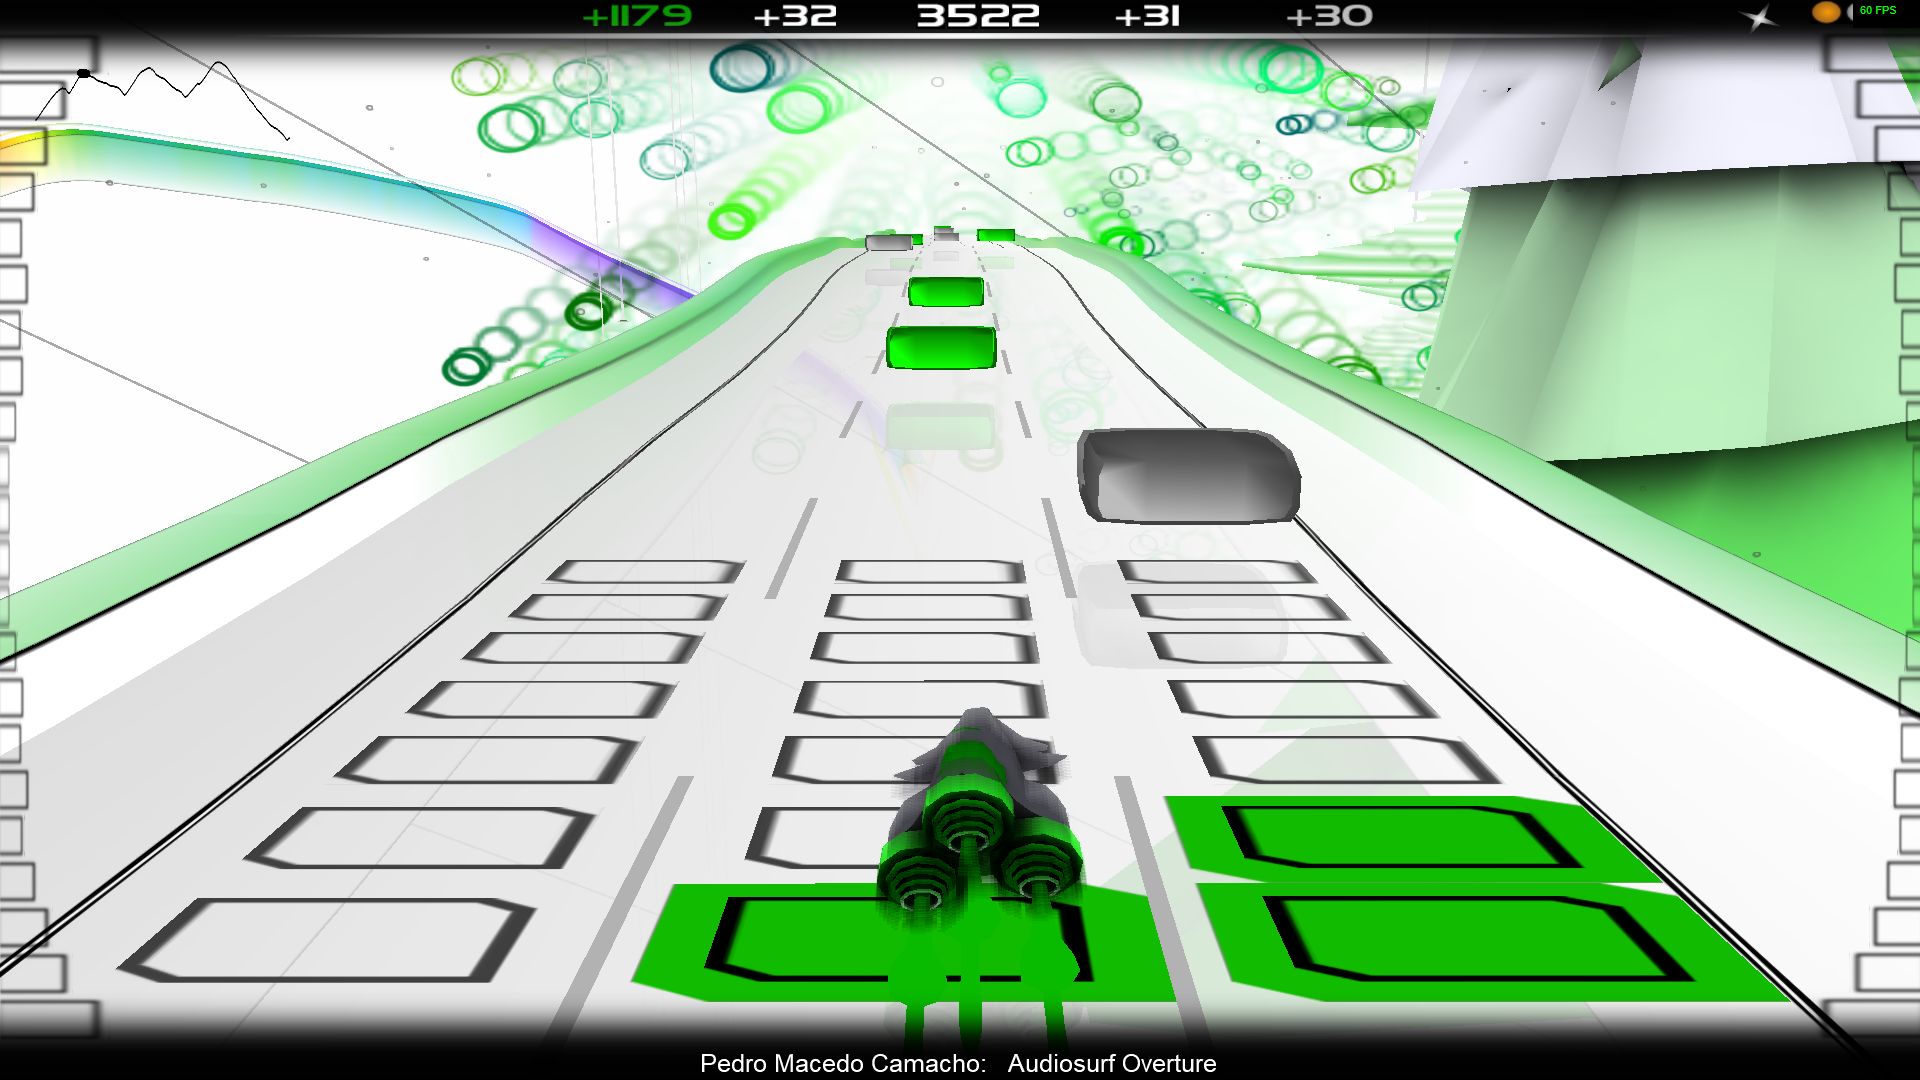 +1179 +32 3522 +31 +30
60 FPS
Pedro Macedo Camacho: Audiosurf Overture